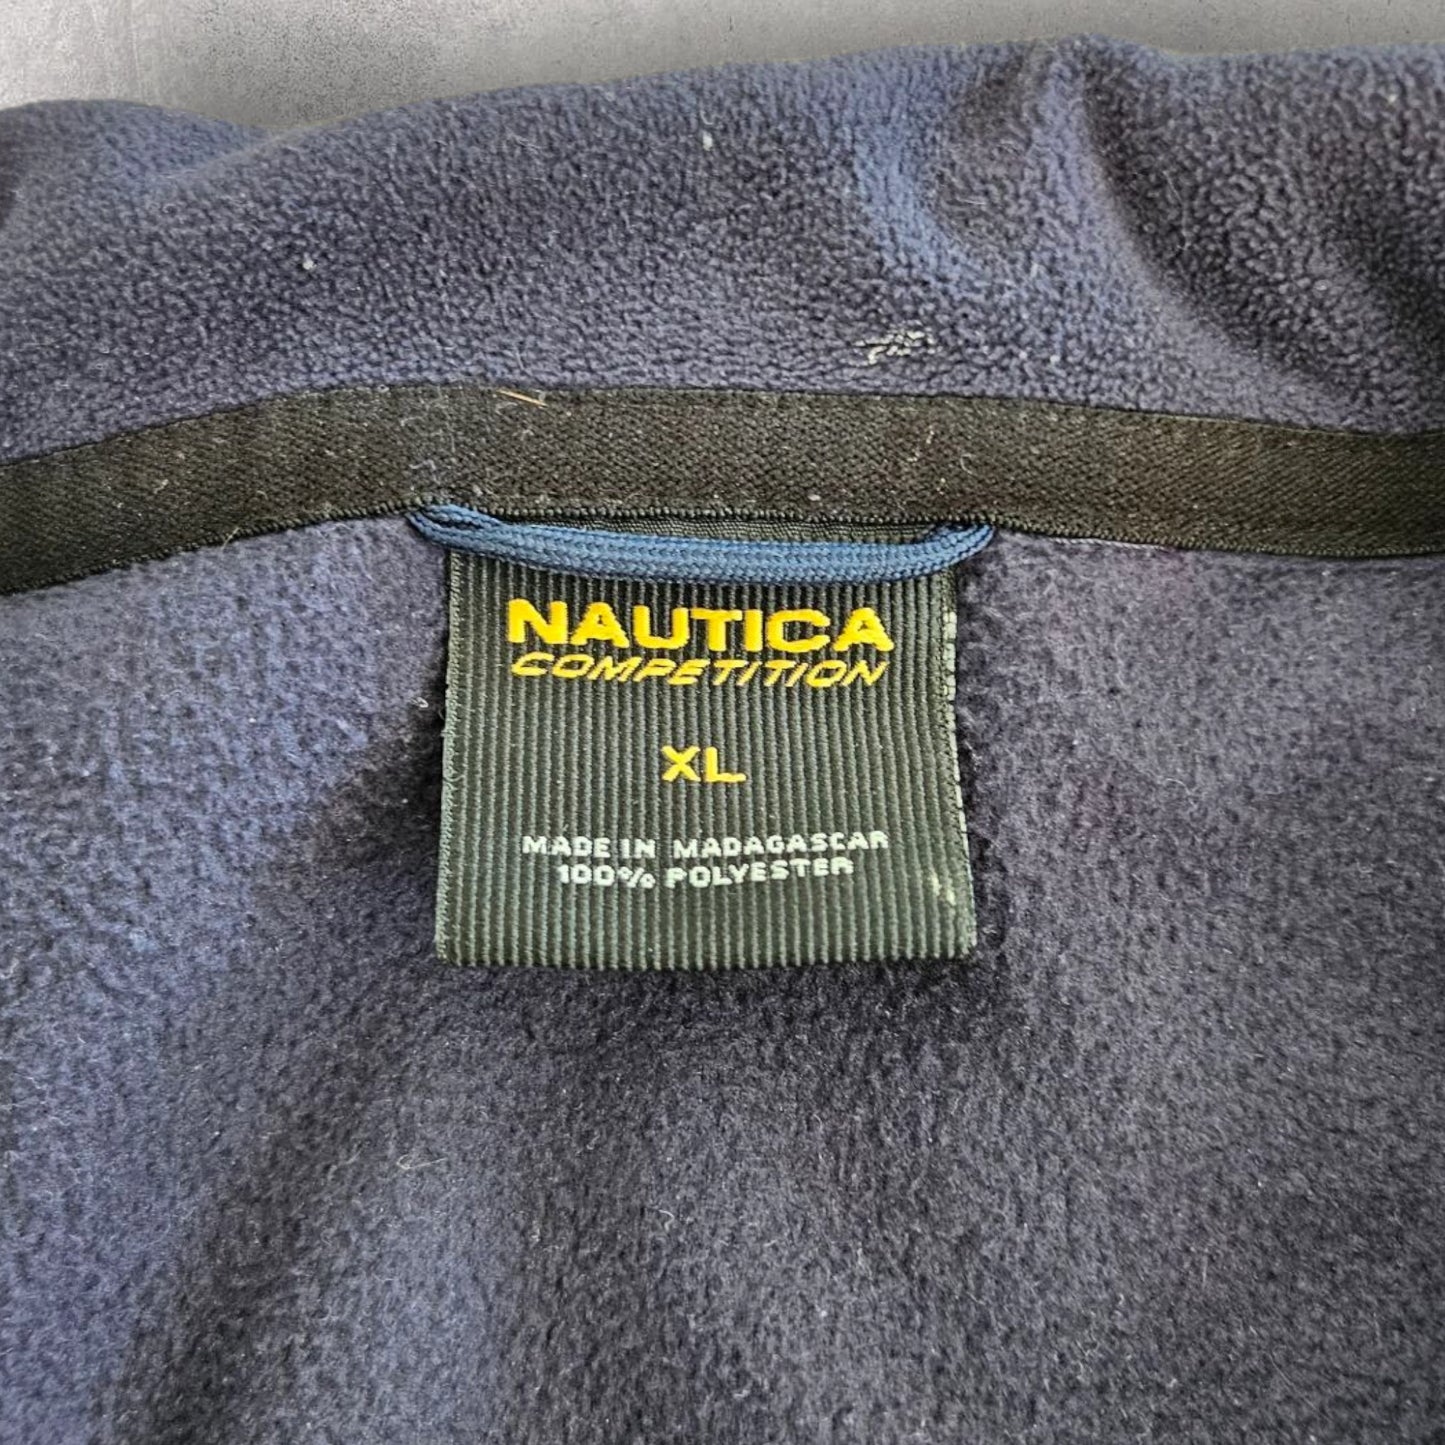 NAUTICA
COMPETITION
XL
MADE IN MADAGASCAR
100% POLYESTER